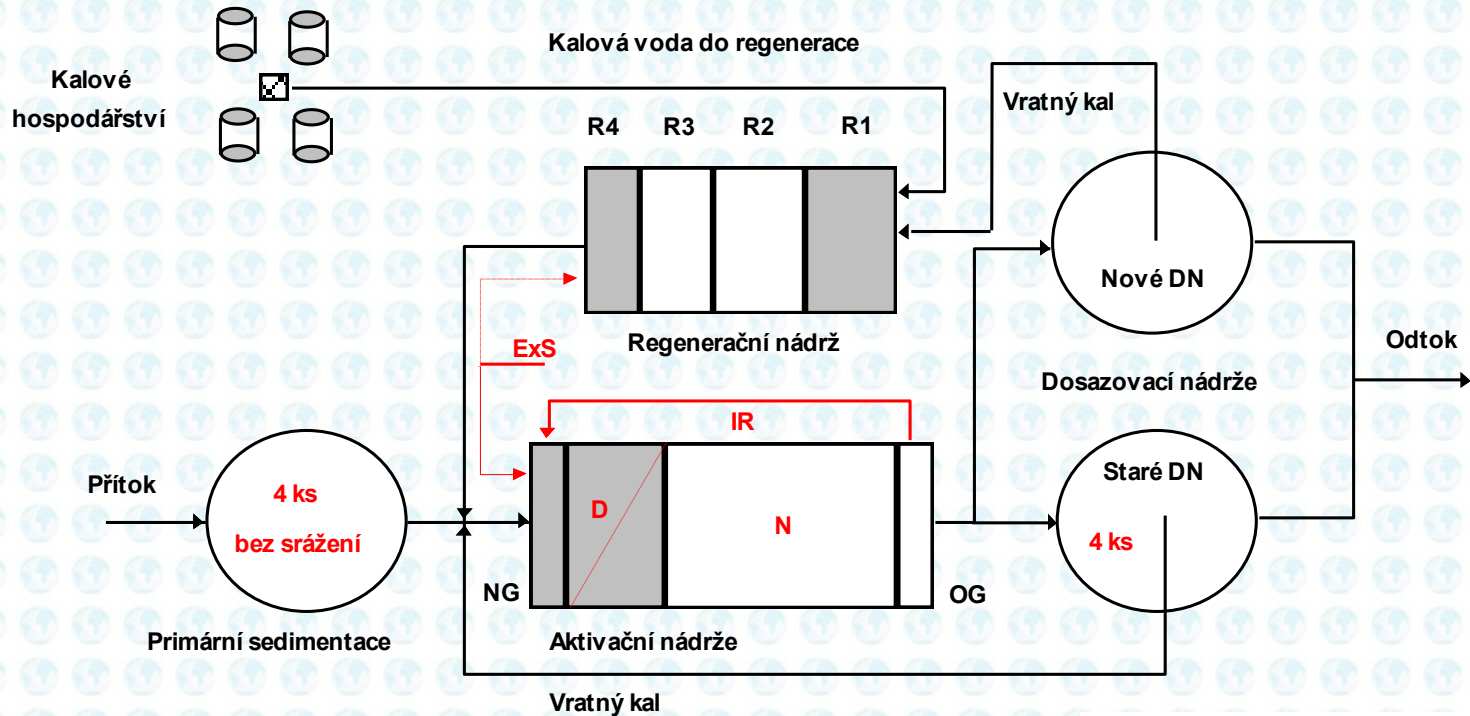 Kalová voda do regenerace
Kalové
hospodářství
Vratný kal
R4 R3 R2 R1
Nové DN
Regenerační nádrž
ExS
Odtok
Dosazovací nádrže
IR
Staré DN
Přítok
4 ks
bez srážení
D
N
4 ks
NG
OG
Primární sedimentace
Aktivační nádrže
Vratný kal